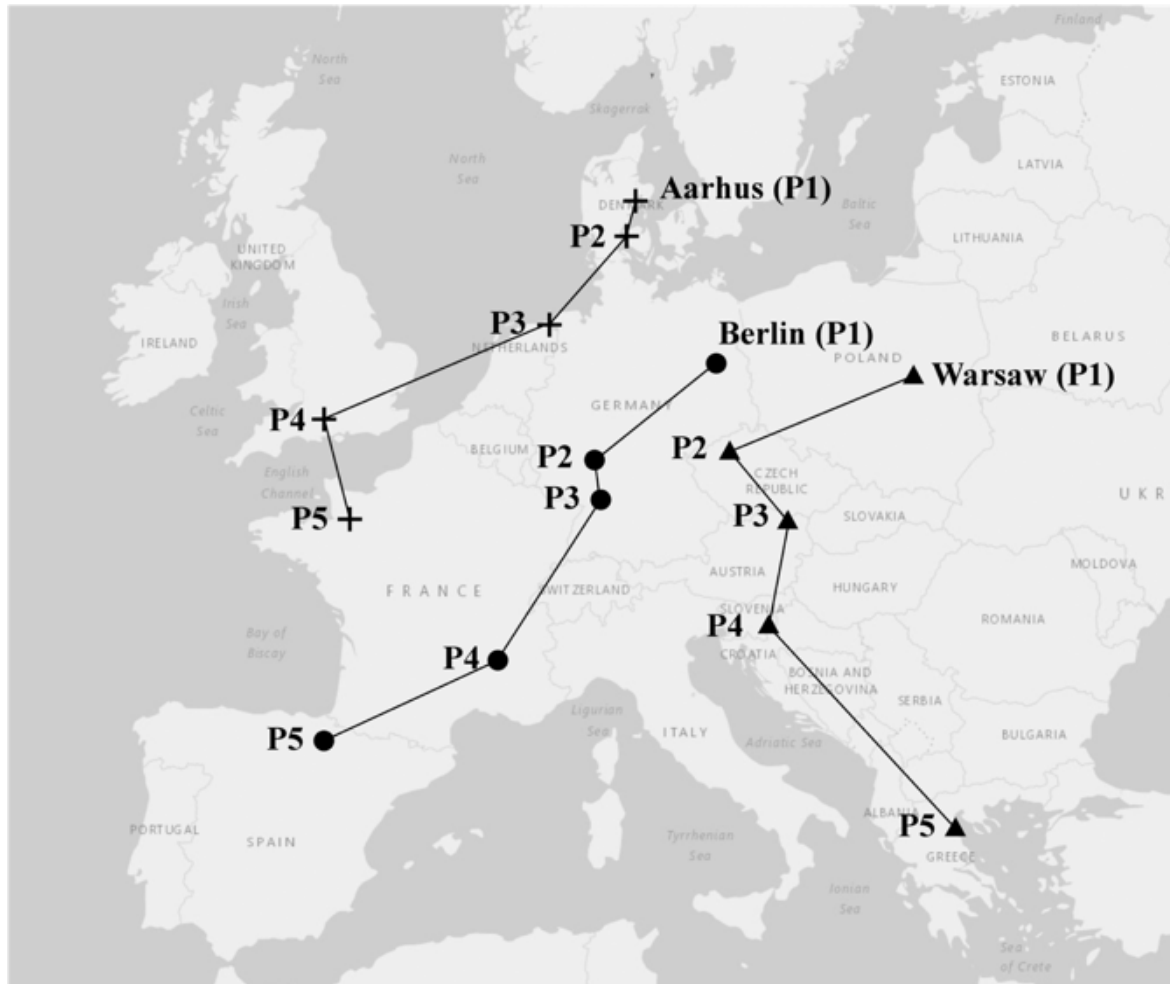 Finland
North
Sea
ESTONIA
Skagerrak
LATVIA
North
Sea
Aarhus (P1)
DENMARK
Baltic
Sea
P2
LITHUANIA
UNITED
KINGDOM
Irish
Sea
P3
IRELAND
NETHERLANDS
Berlin (P1)
BELARUS
POLAND
Warsaw (P1)
Celtic
Sea
P4
GERMANY
BELGIUM
P2
P2
English
Channel
CZECH
REPUBLIC
P3
UKR
P5
P3
SLOVAKIA
MOLDOVA
AUSTRIA
FRANCE
SWITZERLAND
HUNGARY
SLOVENIA
ROMANIA
Bay of
Biscay
P4
P4
CROATIA
BOSNIA AND
HERZEGOVINA
SERBIA
Ligurian
Sea
P5
ITALY
Adriatic Sea
BULGARIA
ALBANIA
P5
PORTUGAL
SPAIN
Tyrrhenian
Sea
GREECE
Ionian
Sea
Sea
of Crete